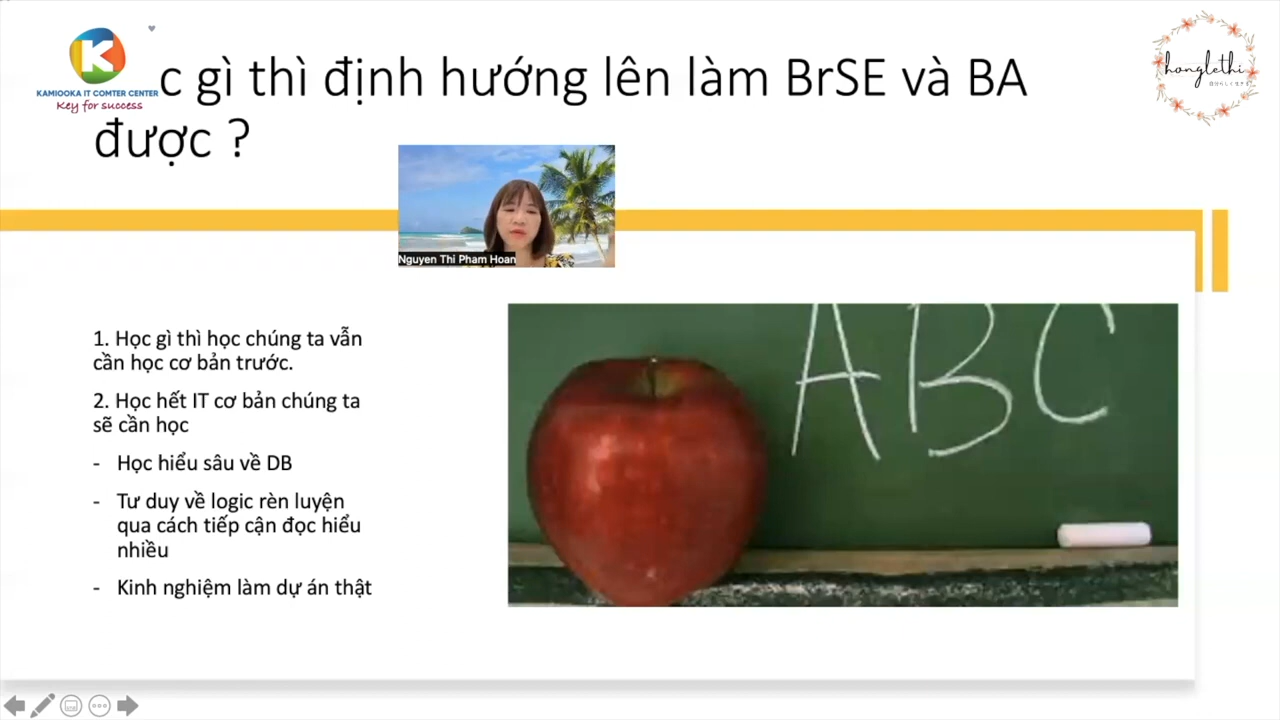 KAMIOOKA IT COMTER CENTER
Key for success
c gì thì định hướng lên làm BrSE và BA
được ?
honglethi
Nguyen Thi Pham Hoan
1. Học gì thì học chúng ta vẫn
cần học cơ bản trước.
2. Học hết IT cơ bản chúng ta
sẽ cần học
- Học hiểu sâu về DB
- Tư duy về logic rèn luyện
qua cách tiếp cận đọc hiểu
nhiều
- Kinh nghiệm làm dự án thật
ABC